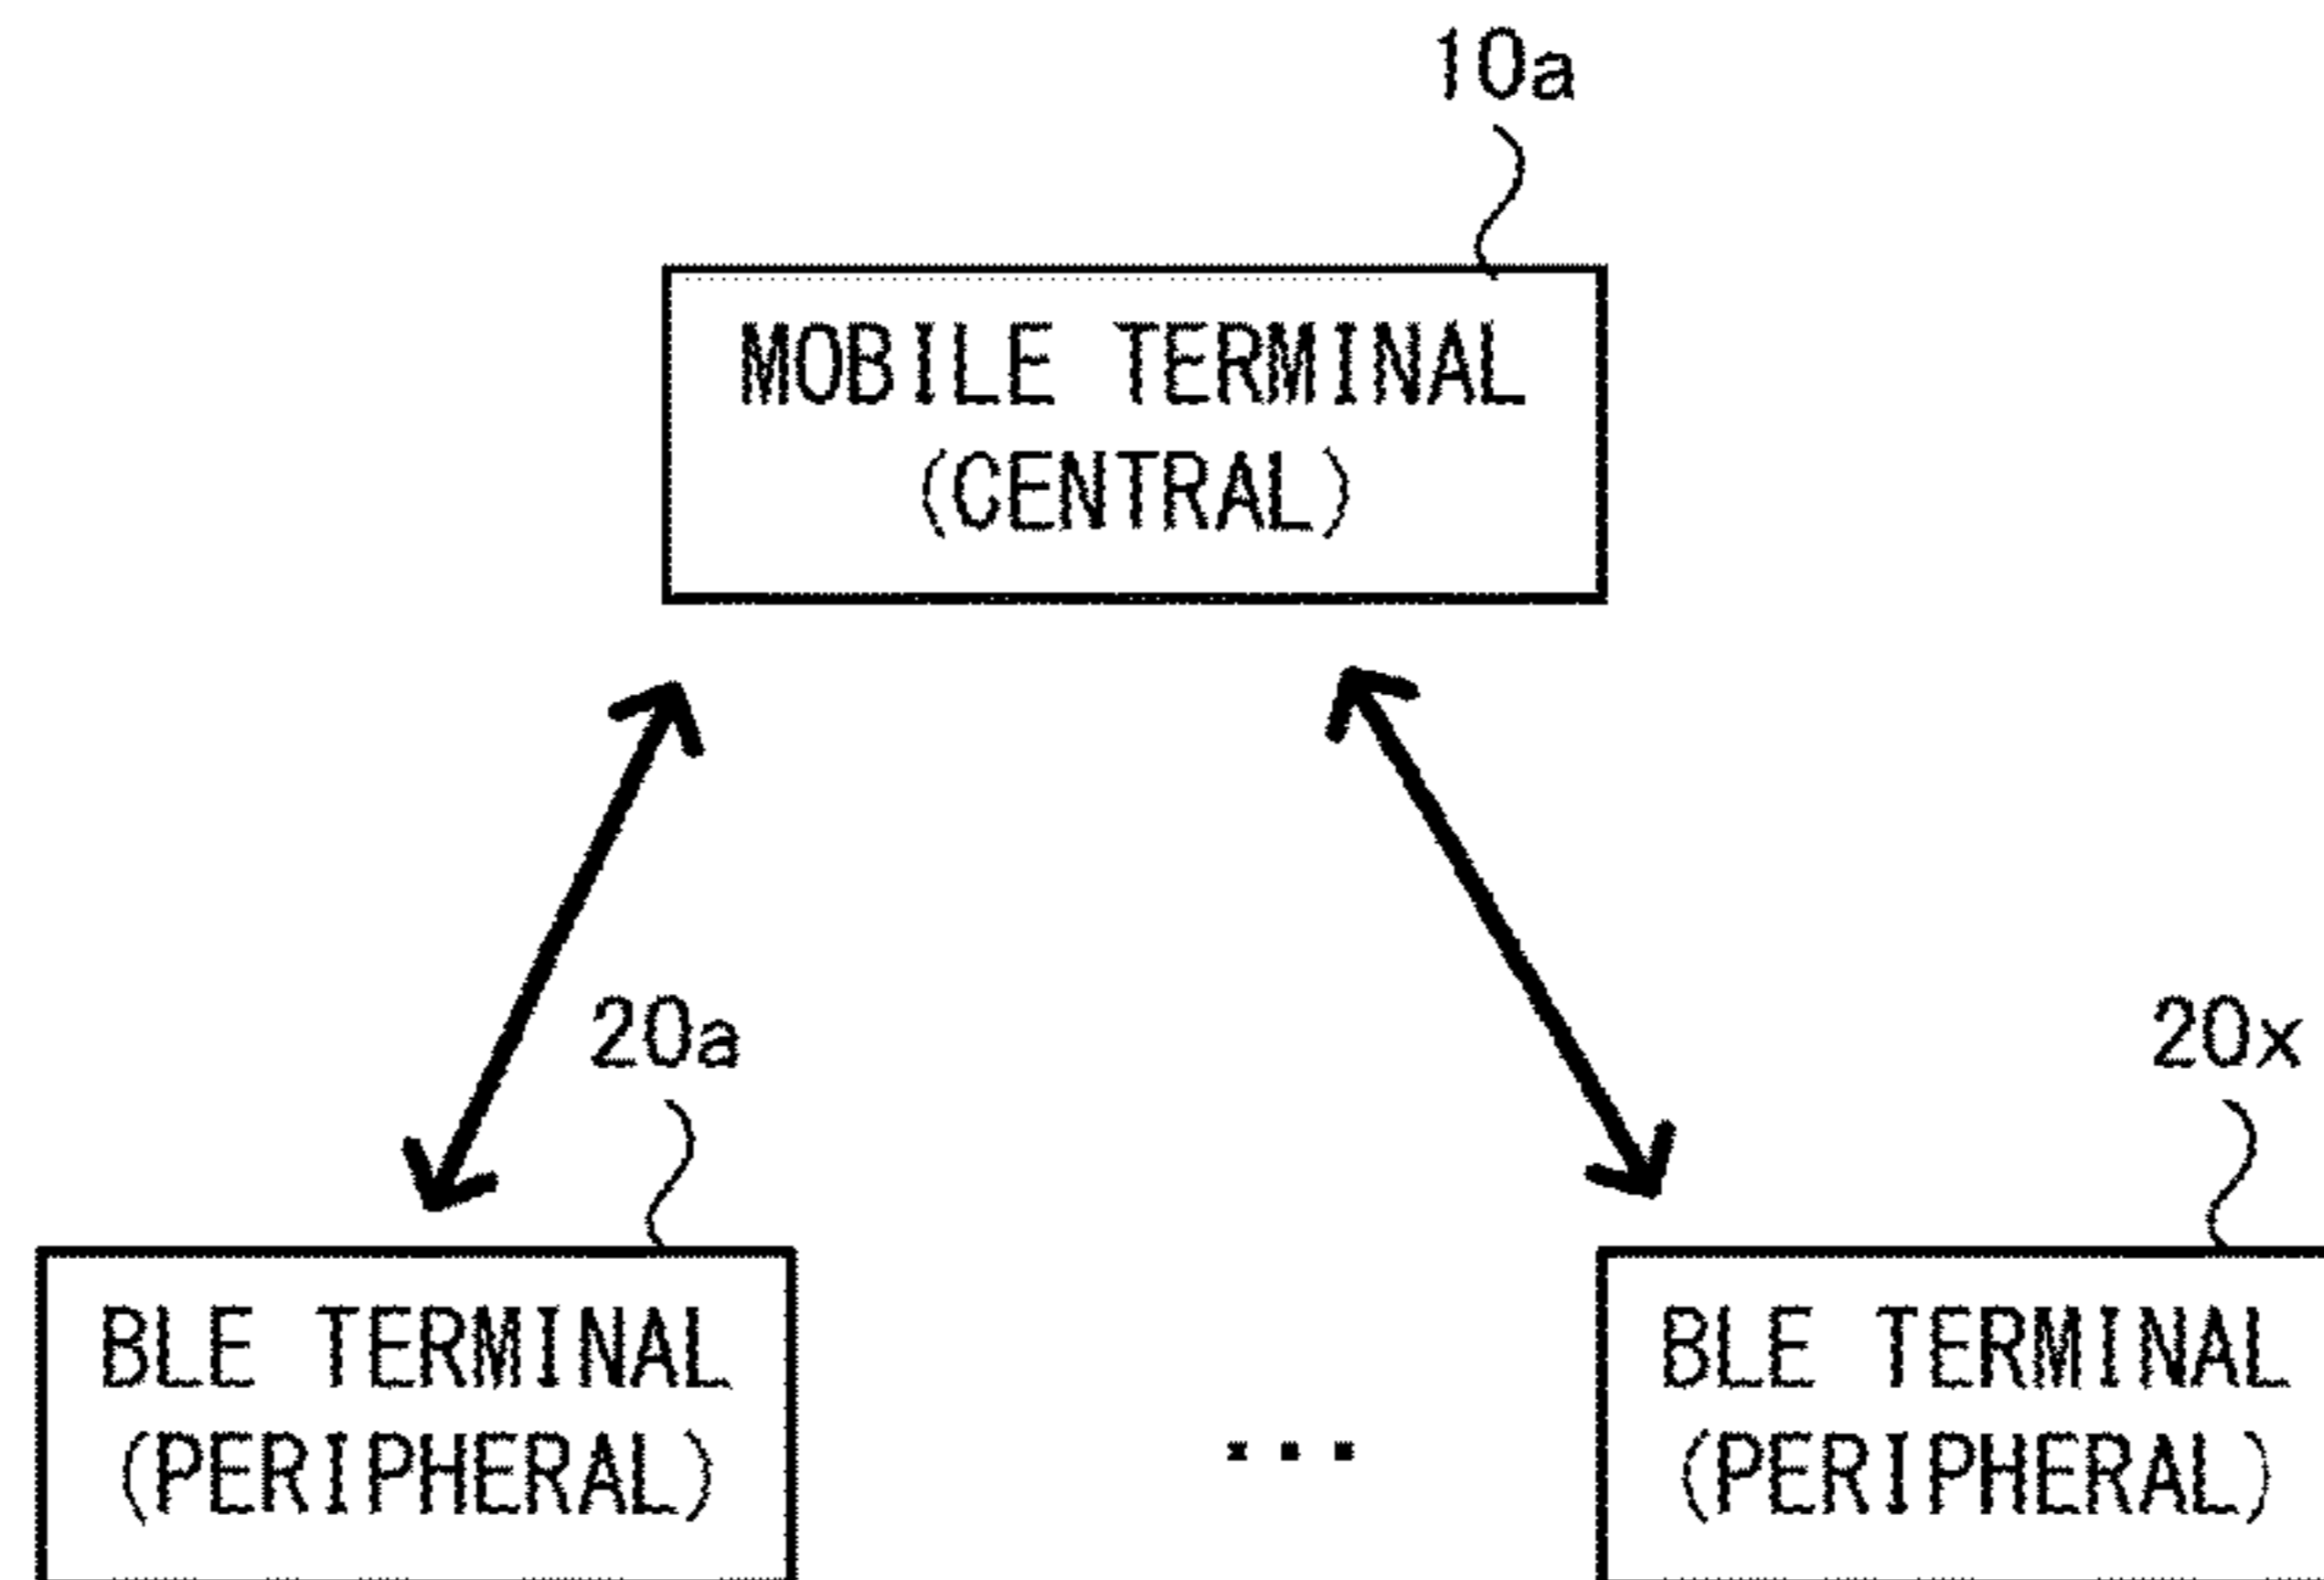 10a
MOBILE TERMINAL
(CENTRAL)
20a
20x
BLE TERMINAL
(PERIPHERAL)
...
BLE TERMINAL
(PERIPHERAL)